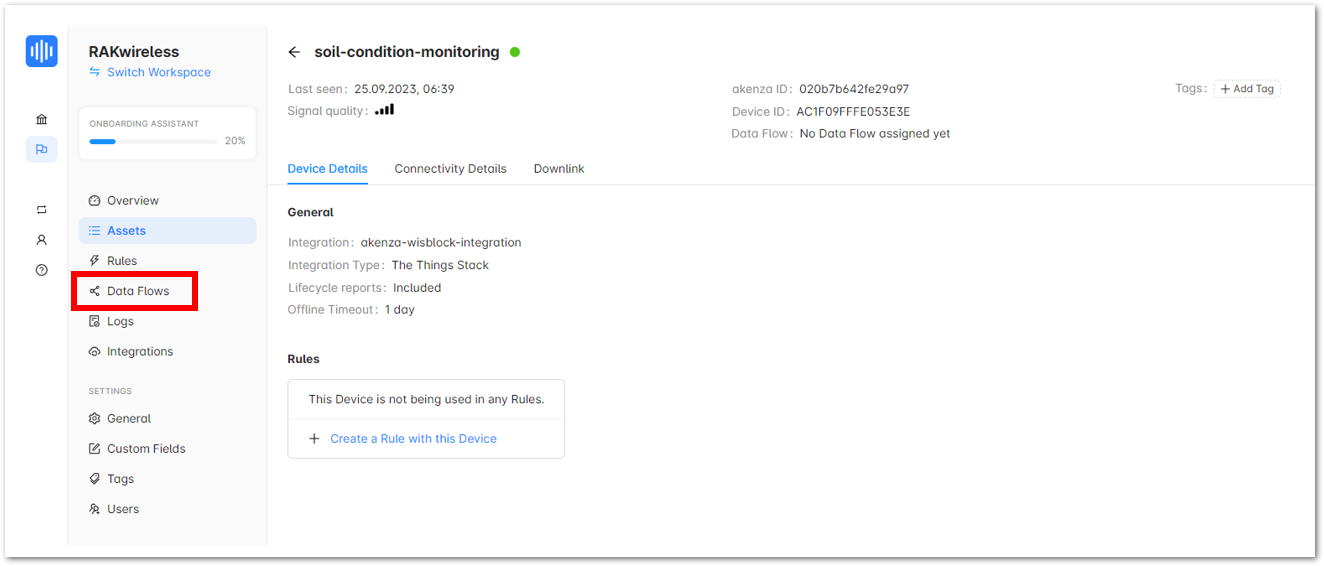 RAKwireless
Switch Workspace
ONBOARDING ASSISTANT
20%
Overview
Assets
Rules
Data Flows
Logs
Integrations
SETTINGS
General
Custom Fields
Tags
Users
soil-condition-monitoring
Last seen: 25.09.2023, 06:39
Signal quality:
akenza ID: 020b7b642fe29a97
Device ID: AC1F09FFFE053E3E
Data Flow: No Data Flow assigned yet
Tags: + Add Tag
Device Details Connectivity Details Downlink
General
Integration: akenza-wisblock-integration
Integration Type: The Things Stack
Lifecycle reports: Included
Offline Timeout: 1 day
Rules
This Device is not being used in any Rules.
+ Create a Rule with this Device